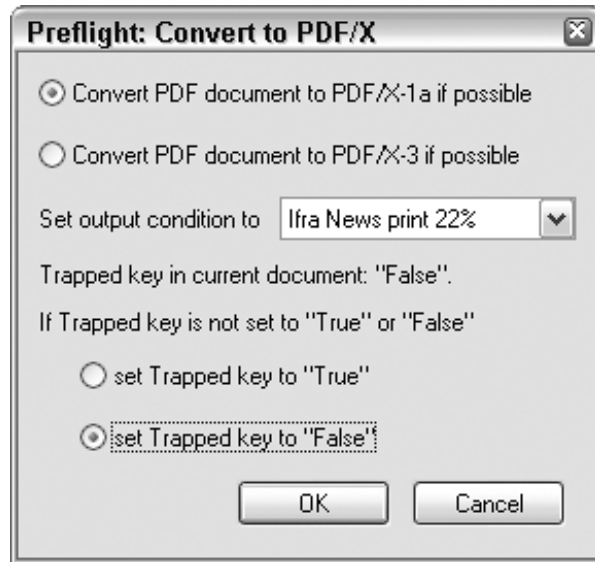 Preflight: Convert to PDF/X
Convert PDF document to PDF/X-1a if possible
Convert PDF document to PDF/X-3 if possible
Set output condition to Ifra News print 22%
Trapped key in current document: "False".
If Trapped key is not set to "True" or "False"
set Trapped key to "True"
set Trapped key to "False"
OK Cancel